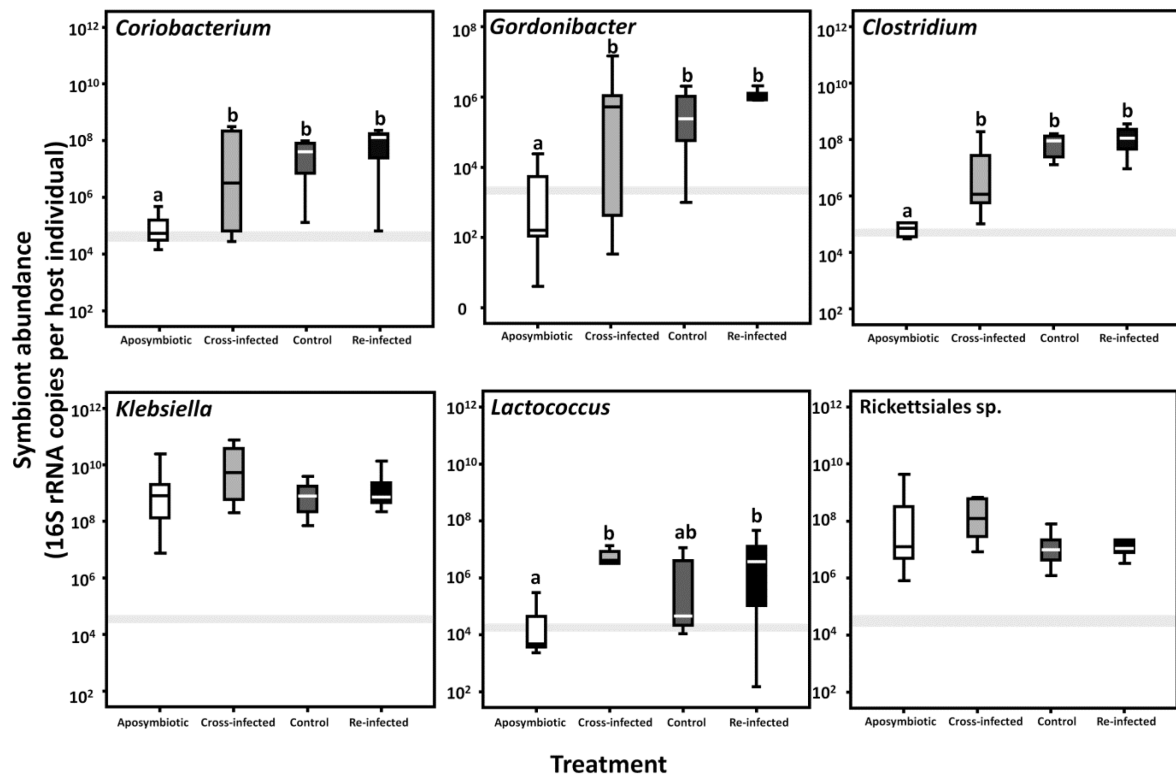 Symbiont abundance
(16S rRNA copies per host individual)
Coriobacterium
10¹²
10¹⁰
10⁸
10⁶
10⁴
10²
a
b
b
b
Aposymbiotic Cross-infected Control Re-infected
Gordonibacter
10⁸
10⁶
10⁴
10²
0
a
b
b
b
Aposymbiotic Cross-infected Control Re-infected
Clostridium
10¹²
10¹⁰
10⁸
10⁶
10⁴
10²
a
b
b
b
Aposymbiotic Cross-infected Control Re-infected
Klebsiella
10¹²
10¹⁰
10⁸
10⁶
10⁴
10²
Aposymbiotic Cross-infected Control Re-infected
Lactococcus
10¹²
10¹⁰
10⁸
10⁶
10⁴
10²
a
b
ab
b
Aposymbiotic Cross-infected Control Re-infected
Rickettsiales sp.
10¹²
10¹⁰
10⁸
10⁶
10⁴
10²
Aposymbiotic Cross-infected Control Re-infected
Treatment